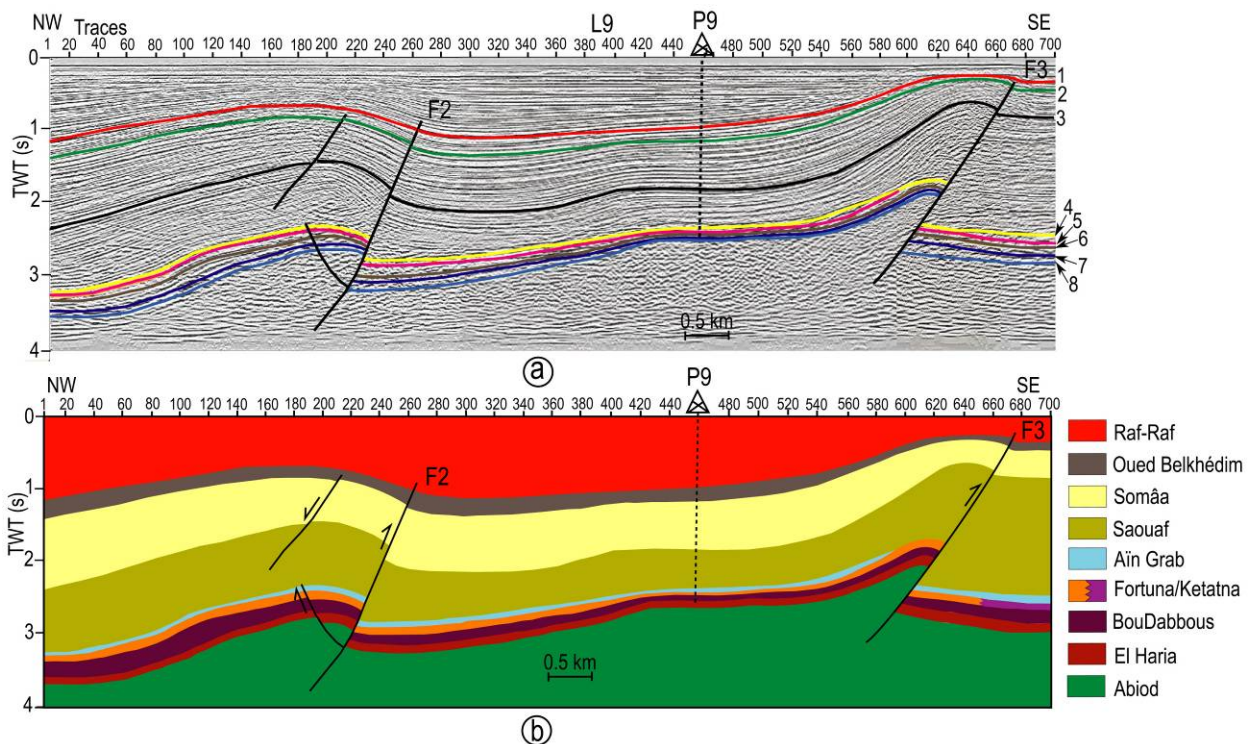 NW Traces L9 P9 SE
1 20 40 60 80 100 120 140 160 180 200 220 240 260 280 300 320 340 360 380 400 420 440 480 500 520 540 560 580 600 620 640 660 680 700
TWT (s)
0
1
2
3
4
F2
F3
1
2
3
4
5
6
7
8
0.5 km
a
NW P9 SE
1 20 40 60 80 100 120 140 160 180 200 220 240 260 280 300 320 340 360 380 400 420 440 480 500 520 540 560 580 600 620 640 660 680 700
TWT (s)
0
1
2
3
4
F2
F3
0.5 km
b
Raf-Raf
Oued Belkhédim
Somâa
Saouaf
Aïn Grab
Fortuna/Ketatna
BouDabbous
El Haria
Abiod